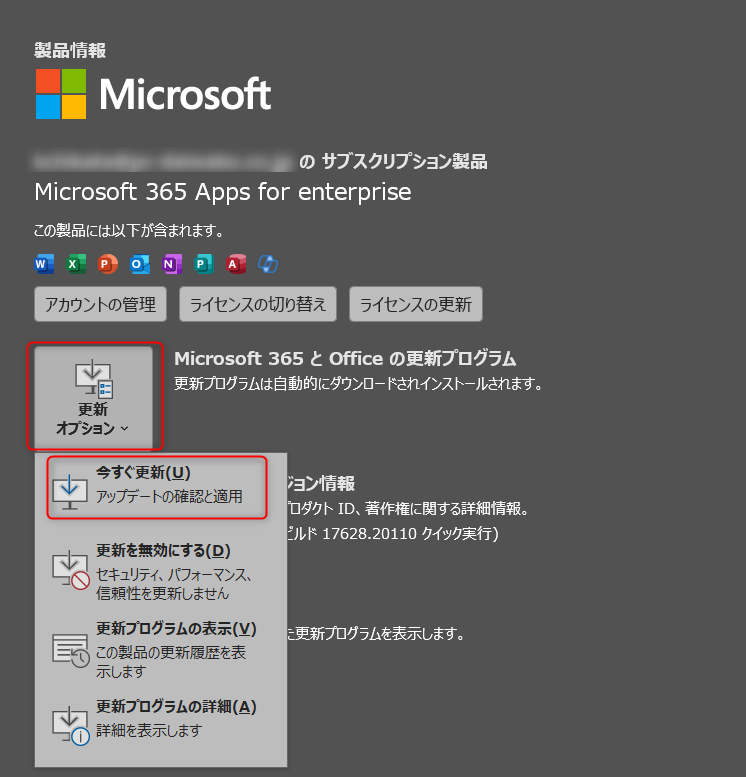 製品情報
Microsoft
の サブスクリプション製品
Microsoft 365 Apps for enterprise
この製品には以下が含まれます。
W X P O N P A
アカウントの管理 ライセンスの切り替え ライセンスの更新
更新
オプション
Microsoft 365 と Office の更新プログラム
更新プログラムは自動的にダウンロードされインストールされます。
今すぐ更新(U)
アップデートの確認と適用
更新を無効にする(D)
セキュリティ、パフォーマンス、
信頼性を更新しません
更新プログラムの表示(V)
この製品の更新履歴を表
示します
更新プログラムの詳細(A)
詳細を表示します
ジョン情報
プロダクト ID、著作権に関する詳細情報。
ビルド 17628.20110 クイック実行)
た更新プログラムを表示します。